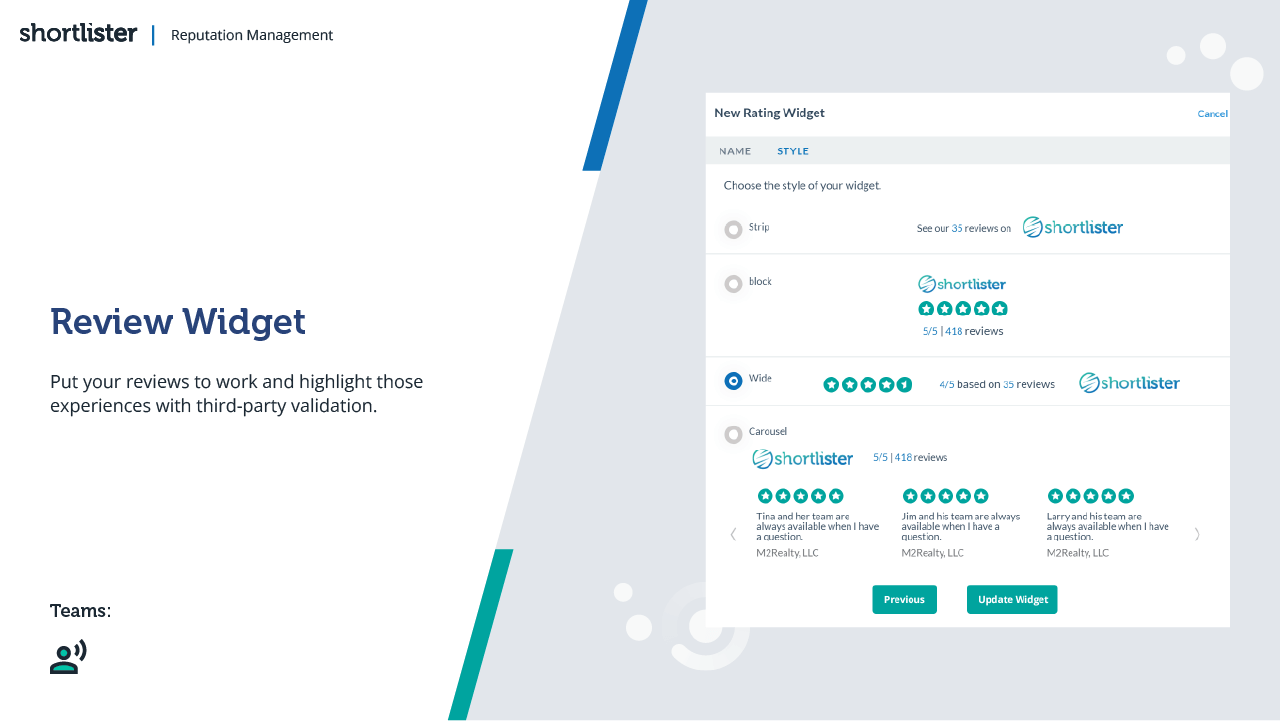 shortlister | Reputation Management
Review Widget
Put your reviews to work and highlight those
experiences with third-party validation.
Teams:
New Rating Widget
Cancel
NAME STYLE
Choose the style of your widget.
Strip
See our 35 reviews on shortlister
block
shortlister
5/5 | 418 reviews
Wide
4/5 based on 35 reviews shortlister
Carousel
shortlister 5/5 | 418 reviews
Tina and her team are
always available when I have
a question.
M2Realty, LLC
Jim and his team are always
available when I have a
question.
M2Realty, LLC
Larry and his team are
always available when I have
a question.
M2Realty, LLC
Previous
Update Widget